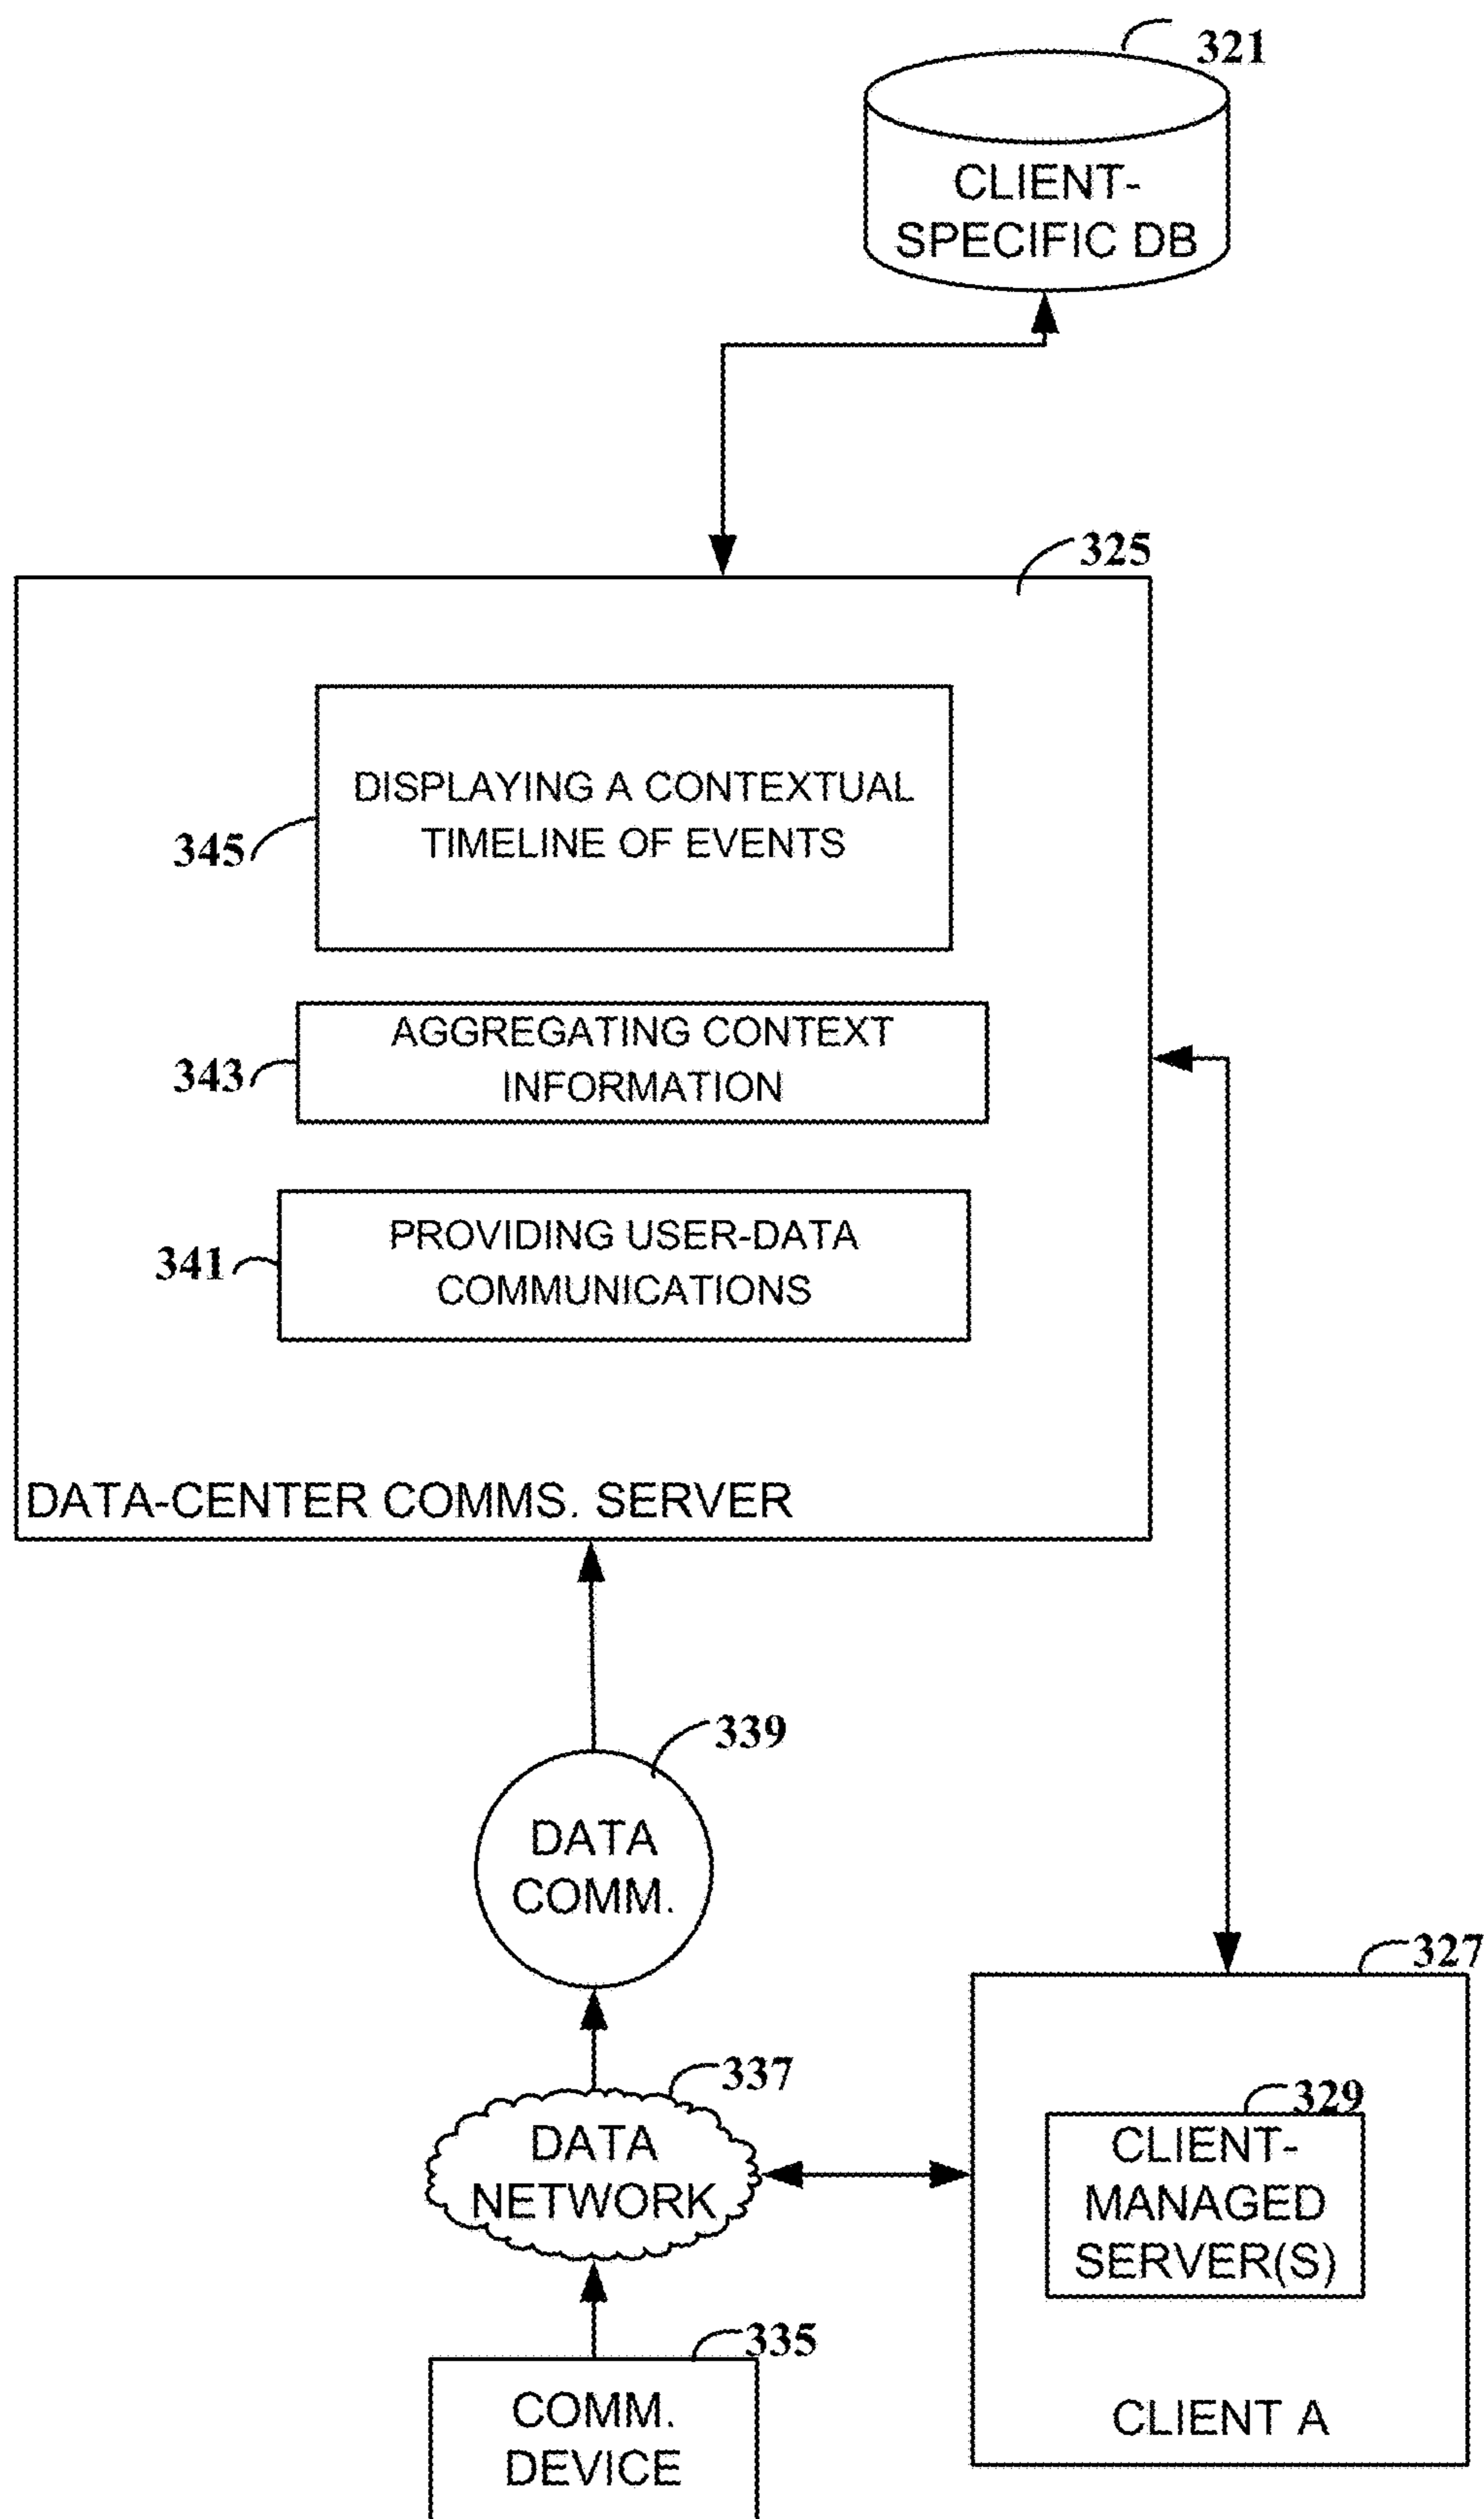 321
CLIENT-
SPECIFIC DB
325
DISPLAYING A CONTEXTUAL
TIMELINE OF EVENTS
345
AGGREGATING CONTEXT
INFORMATION
343
PROVIDING USER-DATA
COMMUNICATIONS
341
DATA-CENTER COMMS. SERVER
339
DATA
COMM.
327
337
DATA
NETWORK
329
CLIENT-
MANAGED
SERVER(S)
CLIENT A
335
COMM.
DEVICE